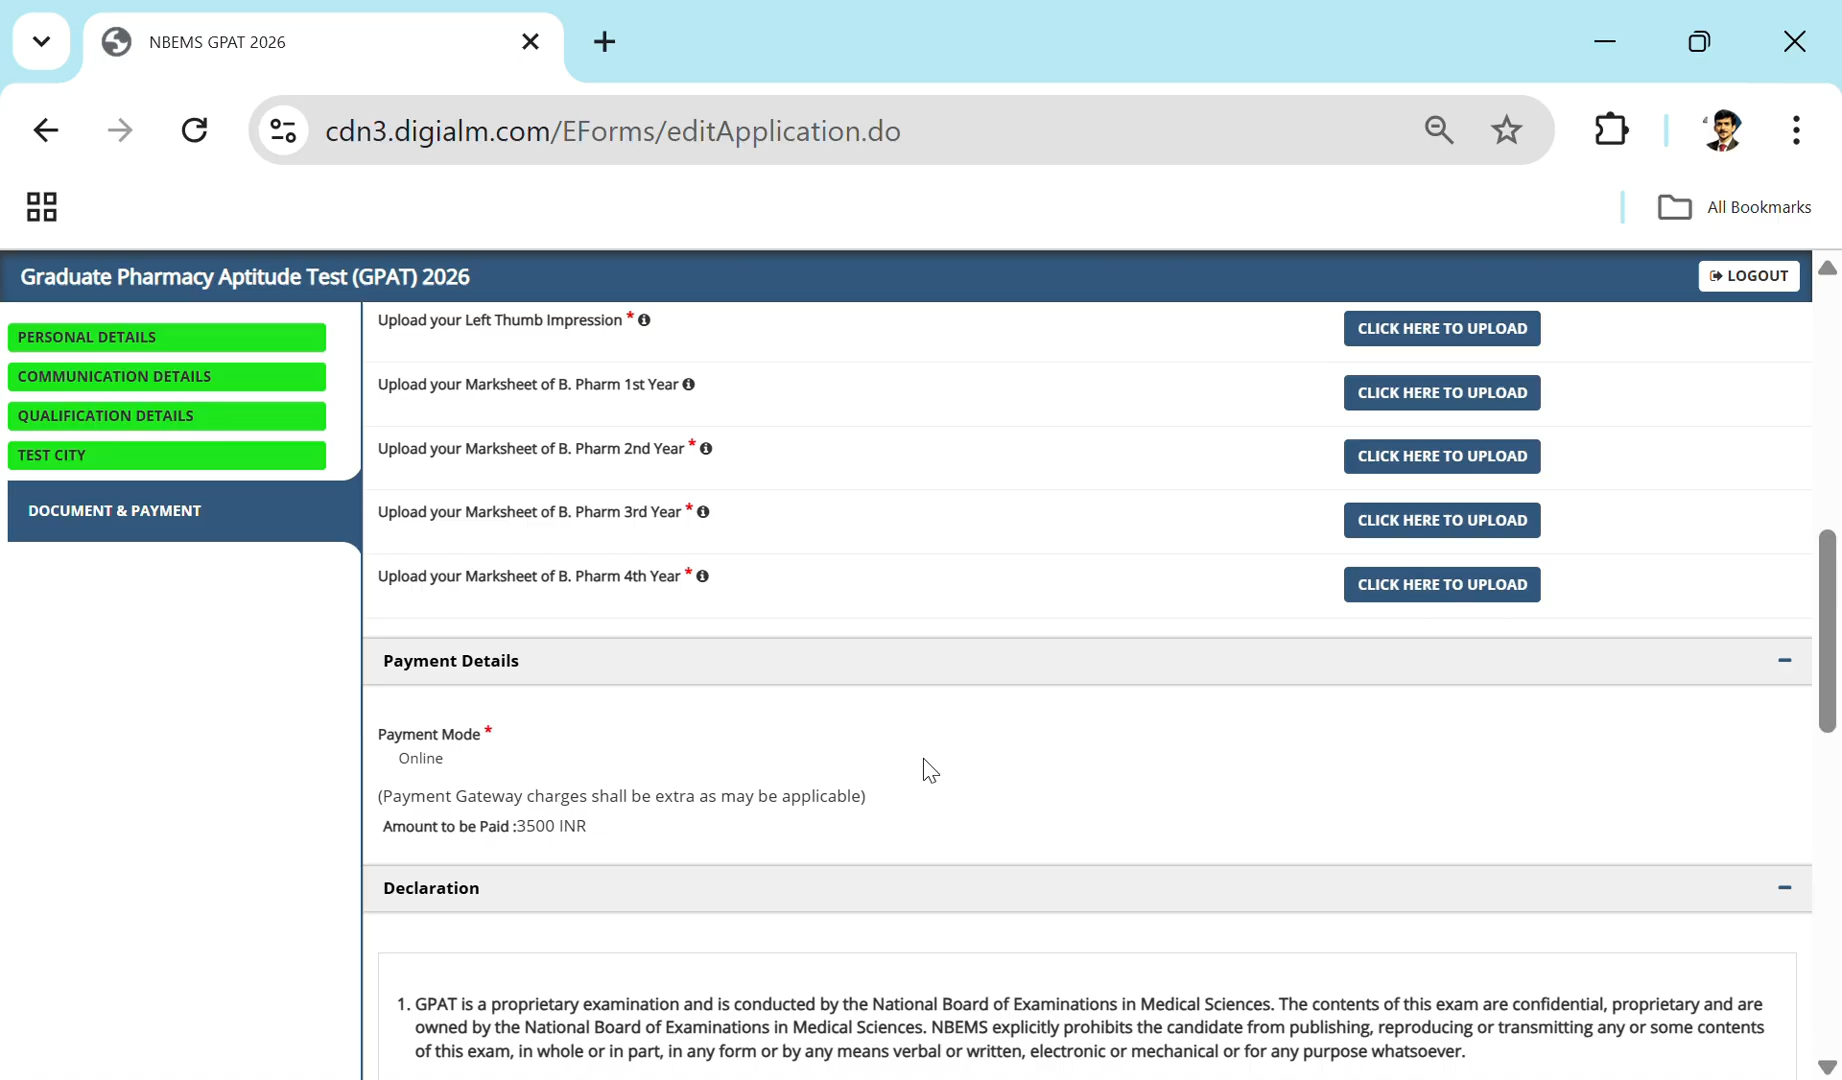 NBEMS GPAT 2026
cdn3.digialm.com/EForms/editApplication.do
All Bookmarks
Graduate Pharmacy Aptitude Test (GPAT) 2026
LOGOUT
PERSONAL DETAILS
COMMUNICATION DETAILS
QUALIFICATION DETAILS
TEST CITY
DOCUMENT & PAYMENT
Upload your Left Thumb Impression *
CLICK HERE TO UPLOAD
Upload your Marksheet of B. Pharm 1st Year
CLICK HERE TO UPLOAD
Upload your Marksheet of B. Pharm 2nd Year *
CLICK HERE TO UPLOAD
Upload your Marksheet of B. Pharm 3rd Year *
CLICK HERE TO UPLOAD
Upload your Marksheet of B. Pharm 4th Year *
CLICK HERE TO UPLOAD
Payment Details
Payment Mode *
Online
(Payment Gateway charges shall be extra as may be applicable)
Amount to be Paid :3500 INR
Declaration
1. GPAT is a proprietary examination and is conducted by the National Board of Examinations in Medical Sciences. The contents of this exam are confidential, proprietary and are
owned by the National Board of Examinations in Medical Sciences. NBEMS explicitly prohibits the candidate from publishing, reproducing or transmitting any or some contents
of this exam, in whole or in part, in any form or by any means verbal or written, electronic or mechanical or for any purpose whatsoever.